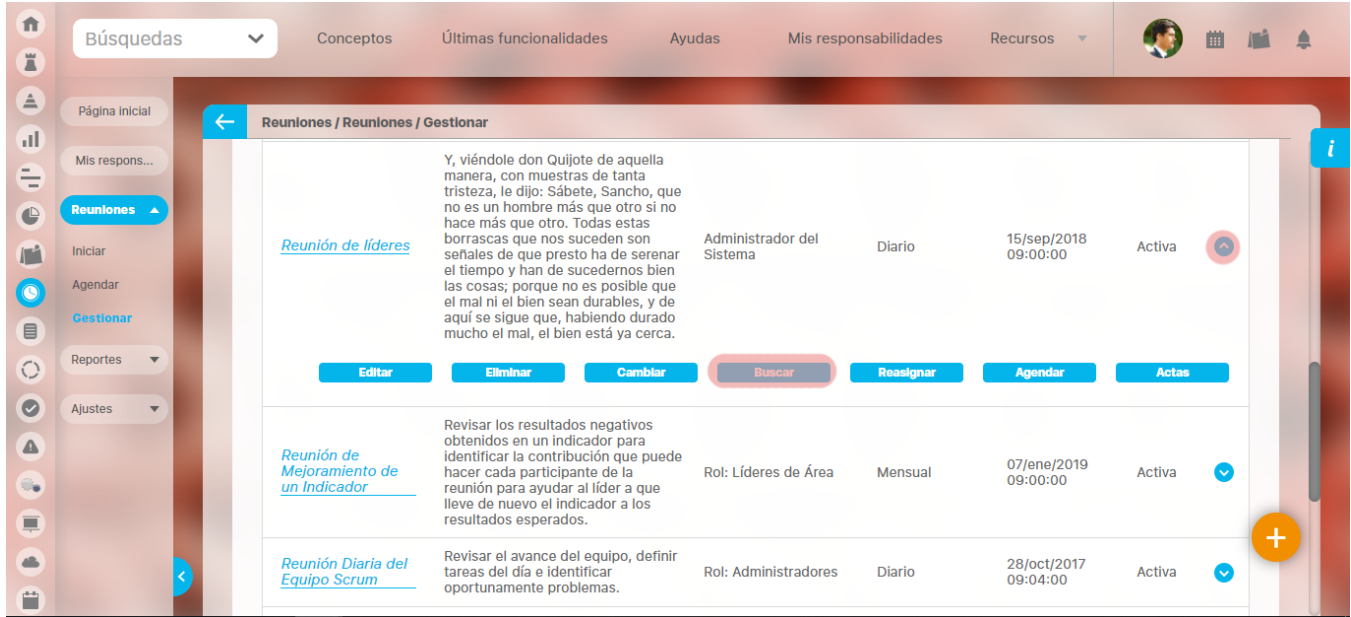 Búsquedas
Conceptos
Últimas funcionalidades
Ayudas
Mis responsabilidades
Recursos
Página inicial
Mis respons...
Reuniones
Iniciar
Agendar
Gestionar
Reportes
Ajustes
Reuniones / Reuniones / Gestionar
i
Reunión de líderes
Y, viéndole don Quijote de aquella
manera, con muestras de tanta
tristeza, le dijo: Sábete, Sancho, que
no es un hombre más que otro si no
hace más que otro. Todas estas
borrascas que nos suceden son
señales de que presto ha de serenar
el tiempo y han de sucedernos bien
las cosas; porque no es posible que
el mal ni el bien sean durables, y de
aquí se sigue que, habiendo durado
mucho el mal, el bien está ya cerca.
Administrador del
Sistema
Diario
15/sep/2018
09:00:00
Activa
Editar
Eliminar
Cambiar
Buscar
Reasignar
Agendar
Actas
Reunión de
Mejoramiento de
un Indicador
Revisar los resultados negativos
obtenidos en un indicador para
identificar la contribución que puede
hacer cada participante de la
reunión para ayudar al líder a que
lleve de nuevo el indicador a los
resultados esperados.
Rol: Líderes de Área
Mensual
07/ene/2019
09:00:00
Activa
Reunión Diaria del
Equipo Scrum
Revisar el avance del equipo, definir
tareas del día e identificar
oportunamente problemas.
Rol: Administradores
Diario
28/oct/2017
09:04:00
Activa